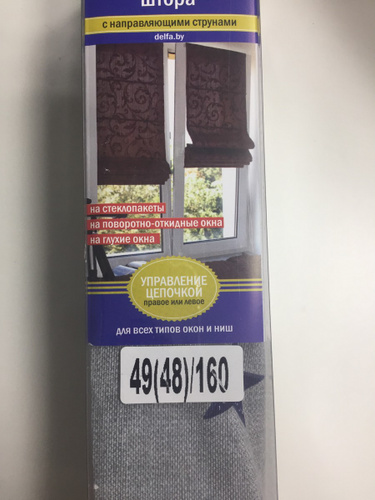 штора
с направляющими струнами
delfa.by
на стеклопакеты
на поворотно-откидные окна
на глухие окна
УПРАВЛЕНИЕ
ЦЕПОЧКОЙ
правое или левое
для всех типов окон и ниш
49(48)/160